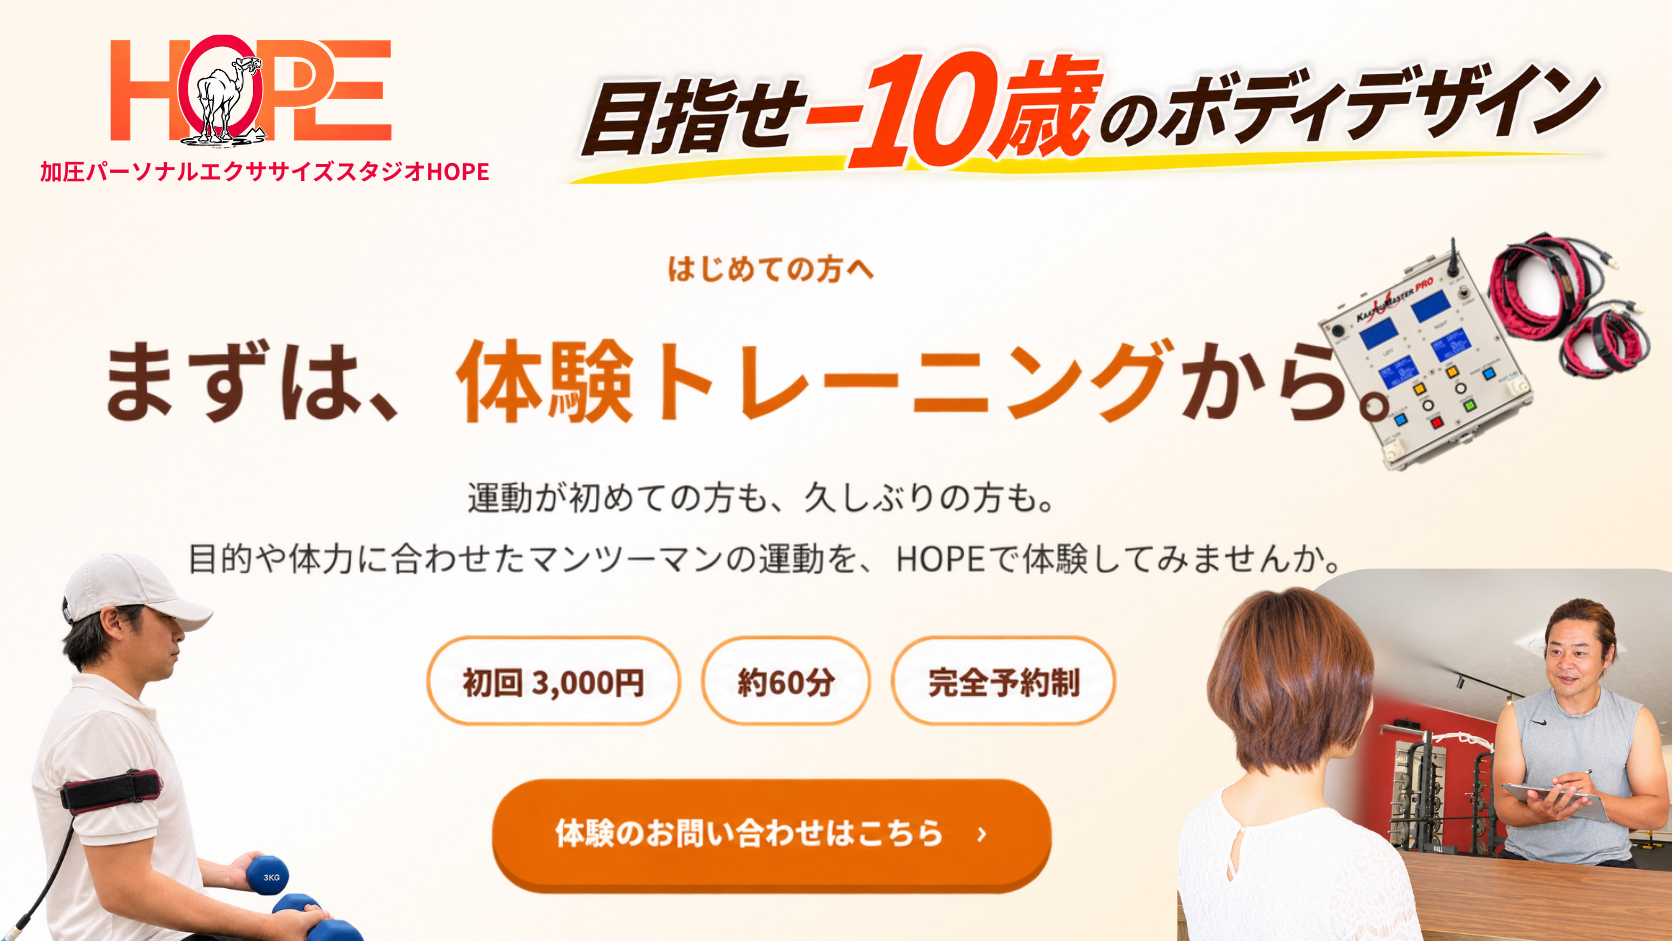 HOPE
加圧パーソナルエクササイズスタジオHOPE
目指せ-10歳のボディデザイン
はじめての方へ
まずは、体験トレーニングから。
KAATSU MASTER PRO
LEFT
RIGHT
運動が初めての方も、久しぶりの方も。
目的や体力に合わせたマンツーマンの運動を、HOPEで体験してみませんか。
初回 3,000円
約60分
完全予約制
体験のお問い合わせはこちら ›
3KG